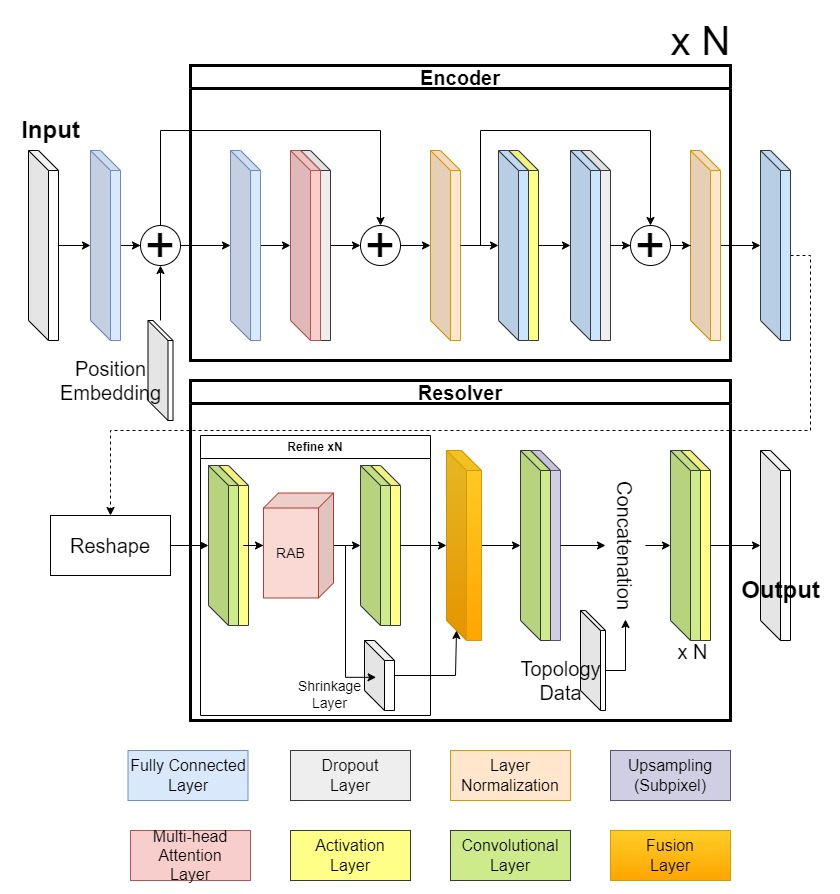 x N
Encoder
Input
+
+
+
Position
Embedding
Resolver
Refine xN
Reshape
RAB
Shrinkage
Layer
Concatenation
Topology
Data
x N
Output
Fully Connected
Layer
Dropout
Layer
Layer
Normalization
Upsampling
(Subpixel)
Multi-head
Attention
Layer
Activation
Layer
Convolutional
Layer
Fusion
Layer